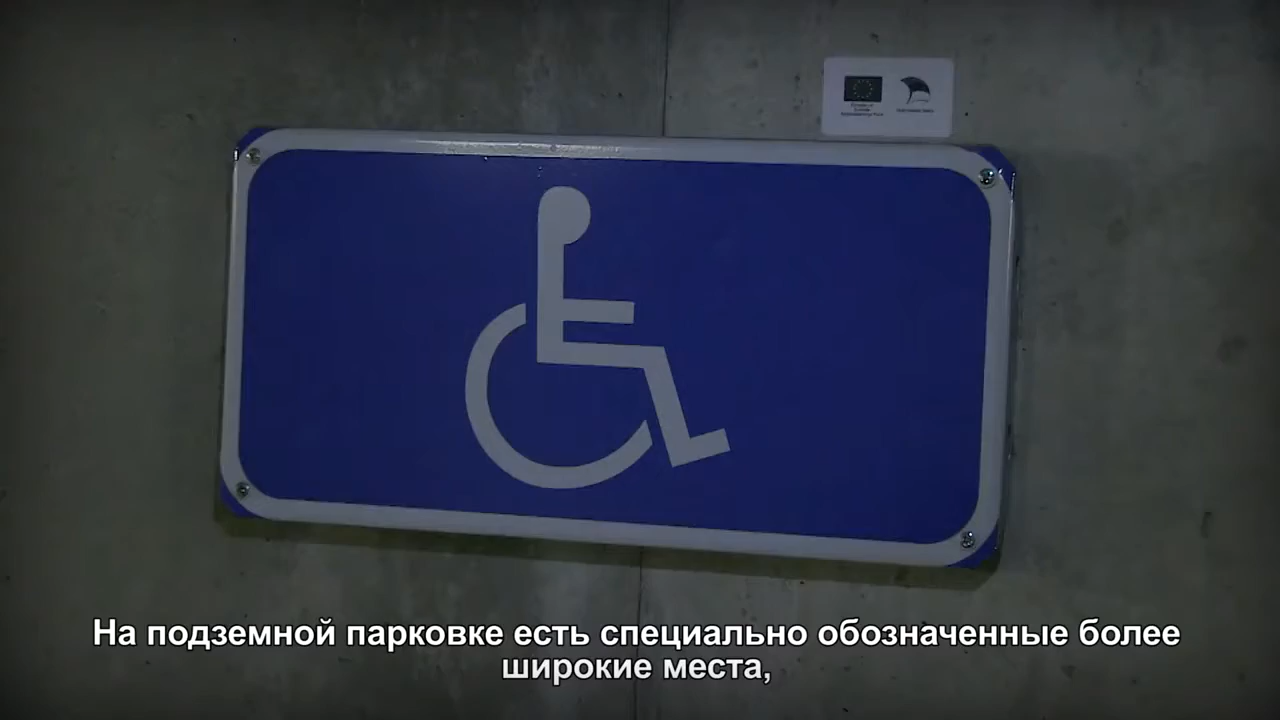 На подземной парковке есть специально обозначенные более
широкие места,